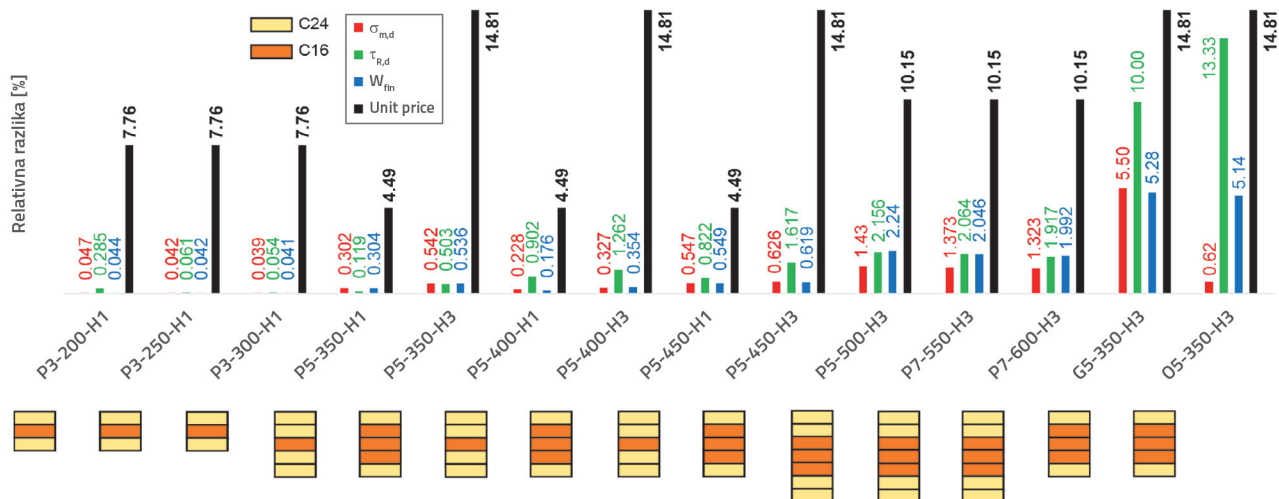 C24
C16
σm,d
τR,d
Wfin
Unit price
Relativna razlika [%]
0.047
0.285
0.044
7.76
0.042
0.061
0.042
7.76
0.039
0.054
0.041
7.76
0.302
0.119
0.304
4.49
0.542
0.503
0.536
14.81
0.228
0.902
0.176
4.49
0.327
1.262
0.354
14.81
0.547
0.822
0.549
4.49
0.626
1.617
0.619
14.81
1.43
2.156
2.24
10.15
1.373
2.064
2.046
10.15
1.323
1.917
1.992
10.15
5.50
10.00
5.28
14.81
0.62
13.33
5.14
14.81
P3-200-H1
P3-250-H1
P3-300-H1
P5-350-H1
P5-350-H3
P5-400-H1
P5-400-H3
P5-450-H1
P5-450-H3
P5-500-H3
P7-550-H3
P7-600-H3
G5-350-H3
O5-350-H3